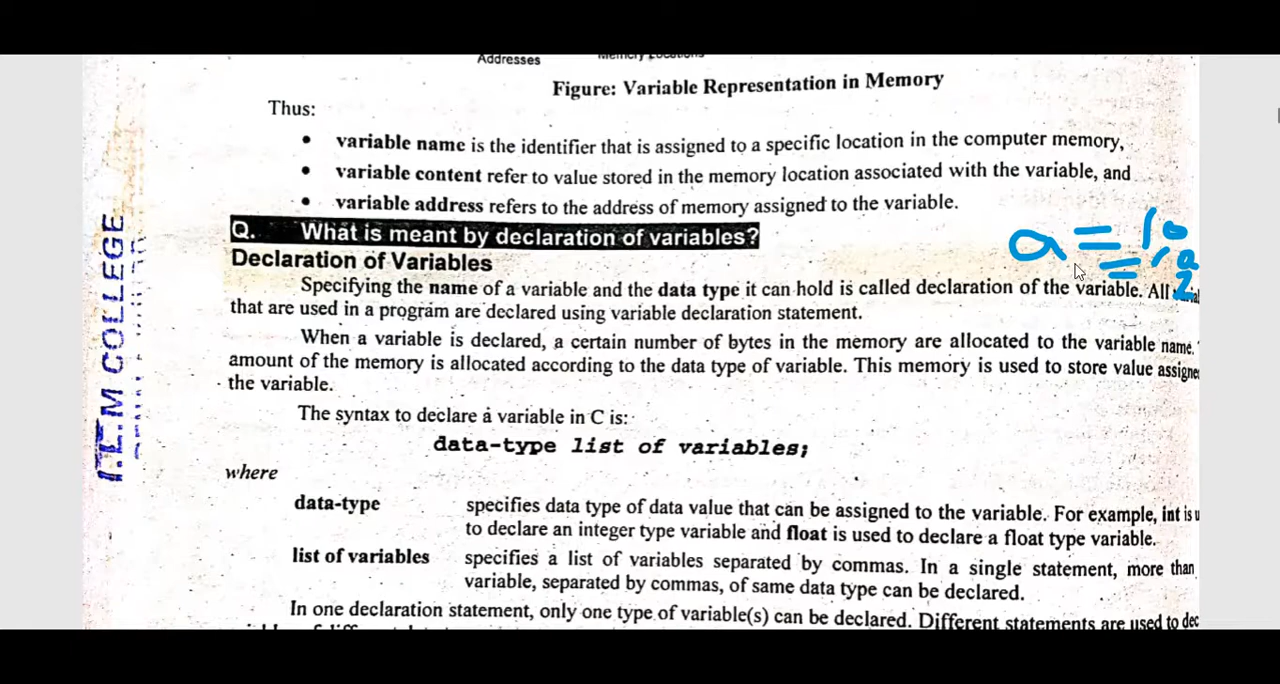 Addresses Memory Locations
Figure: Variable Representation in Memory
Thus:
• variable name is the identifier that is assigned to a specific location in the computer memory,
• variable content refer to value stored in the memory location associated with the variable, and
• variable address refers to the address of memory assigned to the variable.
Q. What is meant by declaration of variables?
a = 10
=
Declaration of Variables
Specifying the name of a variable and the data type it can hold is called declaration of the variable. All
that are used in a program are declared using variable declaration statement.
When a variable is declared, a certain number of bytes in the memory are allocated to the variable name.
amount of the memory is allocated according to the data type of variable. This memory is used to store value assigne
the variable.
The syntax to declare a variable in C is:
data-type list of variables;
where
data-type specifies data type of data value that can be assigned to the variable. For example, int is u
to declare an integer type variable and float is used to declare a float type variable.
list of variables specifies a list of variables separated by commas. In a single statement, more than
variable, separated by commas, of same data type can be declared.
In one declaration statement, only one type of variable(s) can be declared. Different statements are used to dec
I.L.M COLLEGE